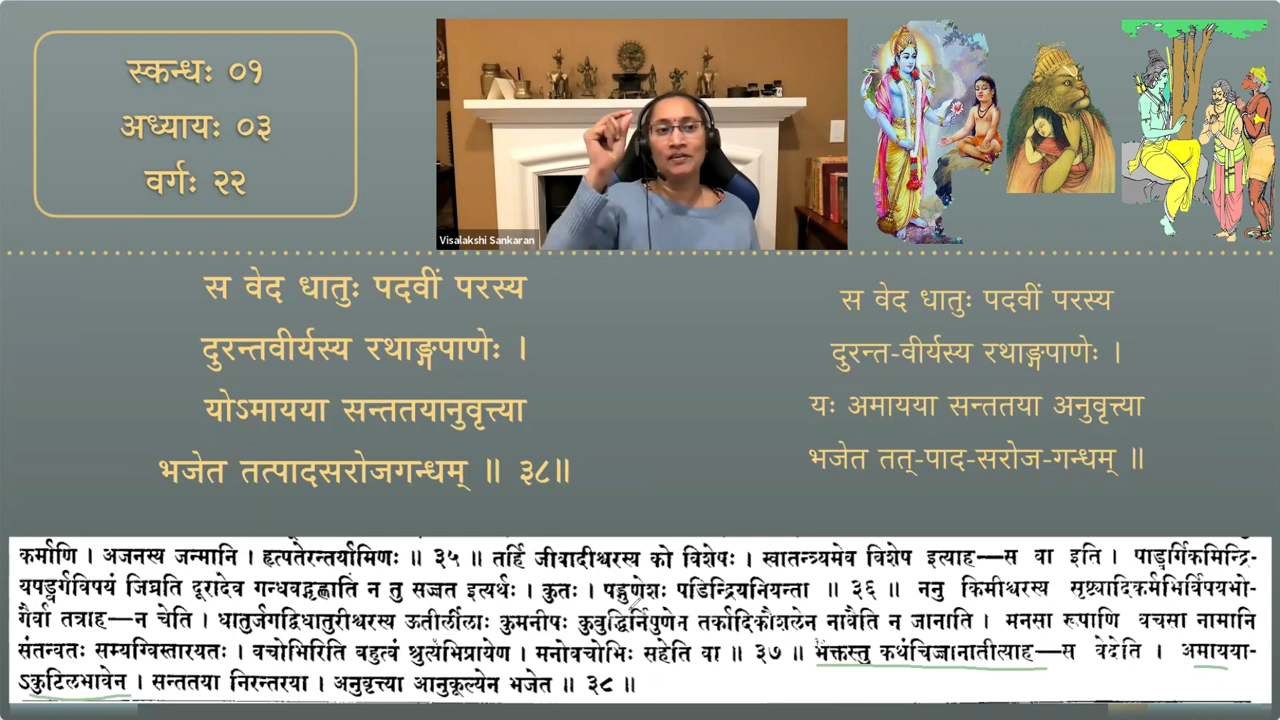 स्कन्धः ०१
अध्यायः ०३
वर्गः २२
Visalakshi Sankaran
स वेद धातुः पदवीं परस्य
दुरन्तवीर्यस्य रथाङ्गपाणेः ।
योऽमायया सन्ततयानुवृत्त्या
भजेत तत्पादसरोजगन्धम् ॥ ३८॥
स वेद धातुः पदवीं परस्य
दुरन्त-वीर्यस्य रथाङ्गपाणेः ।
यः अमायया सन्ततया अनुवृत्त्या
भजेत तत्-पाद-सरोज-गन्धम् ॥
कर्माणि । अजनस्य जन्मानि । हृत्पतेरन्तर्यामिणः ॥ ३५ ॥ तर्हि जीवादीश्वरस्य को विशेषः । स्वातन्त्र्यमेव विशेष इत्याह—स वा इति । षाड्वर्गिकमिन्द्रि-
यषड्वर्गविषयं जिघ्रति दूरादेव गन्धवद्गृह्णाति न तु सज्जत इत्यर्थः । कुतः । षड्गुणेशः षडिन्द्रियनियन्ता ॥ ३६ ॥ ननु किमीश्वरस्य सृष्ट्यादिकर्मभिर्विषयभो-
गैर्वा तत्राह—न चेति । धातुर्जगद्विधातुरीश्वरस्य ऊतीर्लीलाः कुमनीषः कुबुद्धिर्निपुणेन तर्कादिकौशलेन नावैति न जानाति । मनसा रूपाणि वचसा नामानि
संतन्वतः सम्यग्विस्तारयतः । वचोभिरिति बहुत्वं श्रुत्यभिप्रायेण । मनोवचोभिः सहेति वा ॥ ३७ ॥ भक्तस्तु कथंचिज्जानातीत्याह—स वेदेति । अमायया-
ऽकुटिलभावेन । सन्ततया निरन्तरया । अनुवृत्त्या आनुकूल्येन भजेत ॥ ३८ ॥